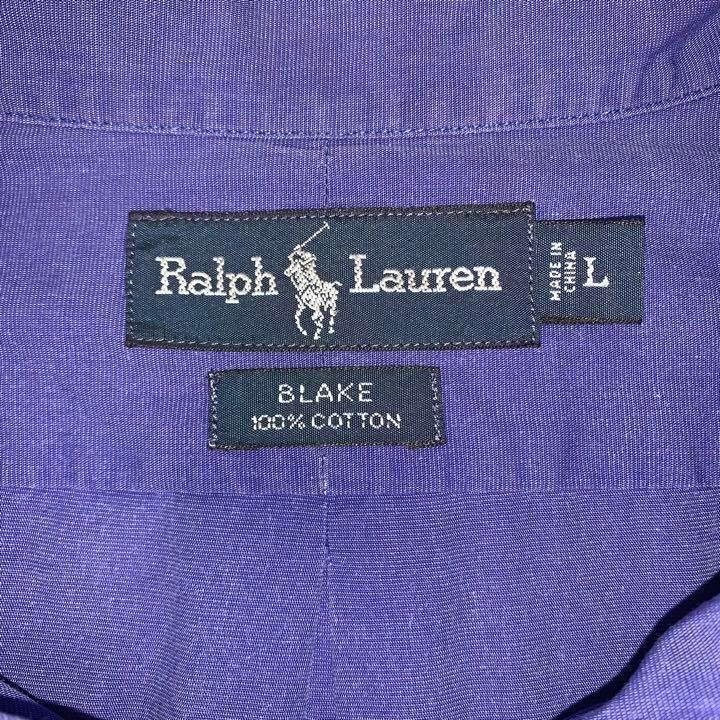 Ralph Lauren
MADE IN
CHINA
L
BLAKE
100% COTTON